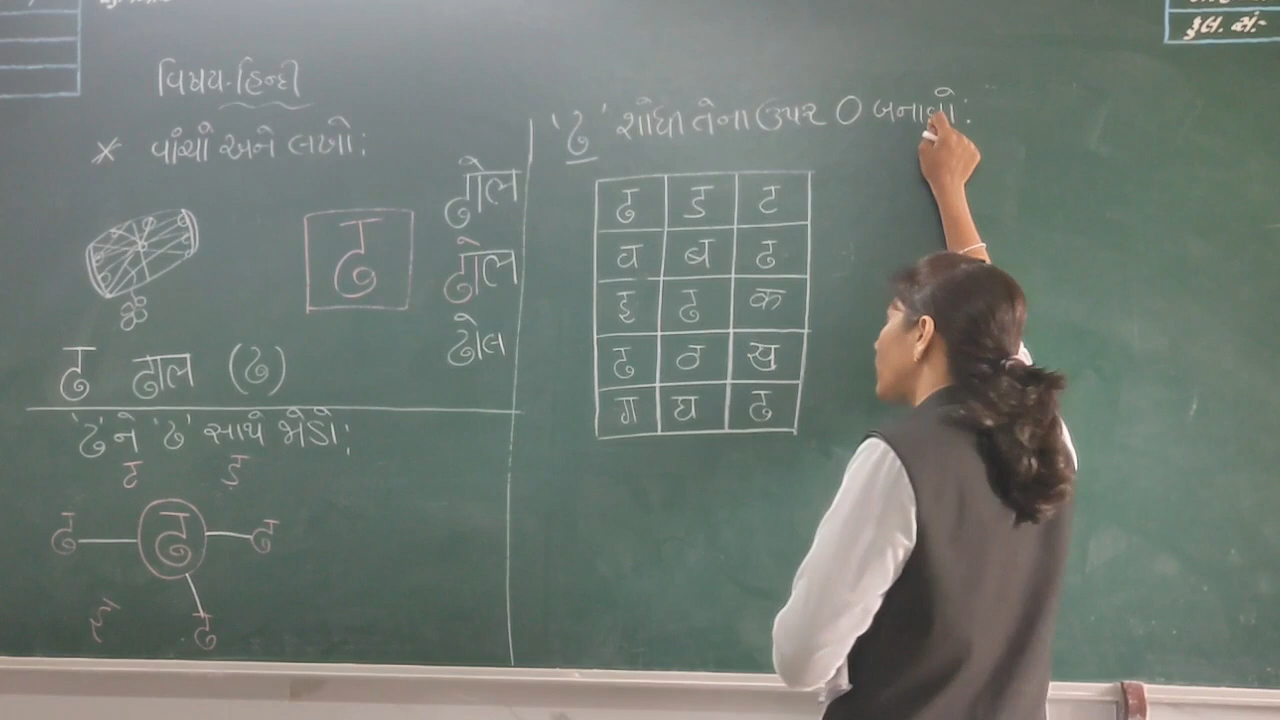 કુલ. સં:-
વિષય-હિન્દી
* વાંચો અને લખો:
ढ
ढोल
ढोल
ઢોલ
ढ ढाल (ઢ)
'ઢ' ને 'ढ' સાથે જોડો:
ट ड
ढ ढ ढ
ढ
'ढ' શોધી તેના ઉપર O બનાવો:
ढ ड ट
व ब ढ
इ ढ क
ढ ठ ख
ग घ ढ